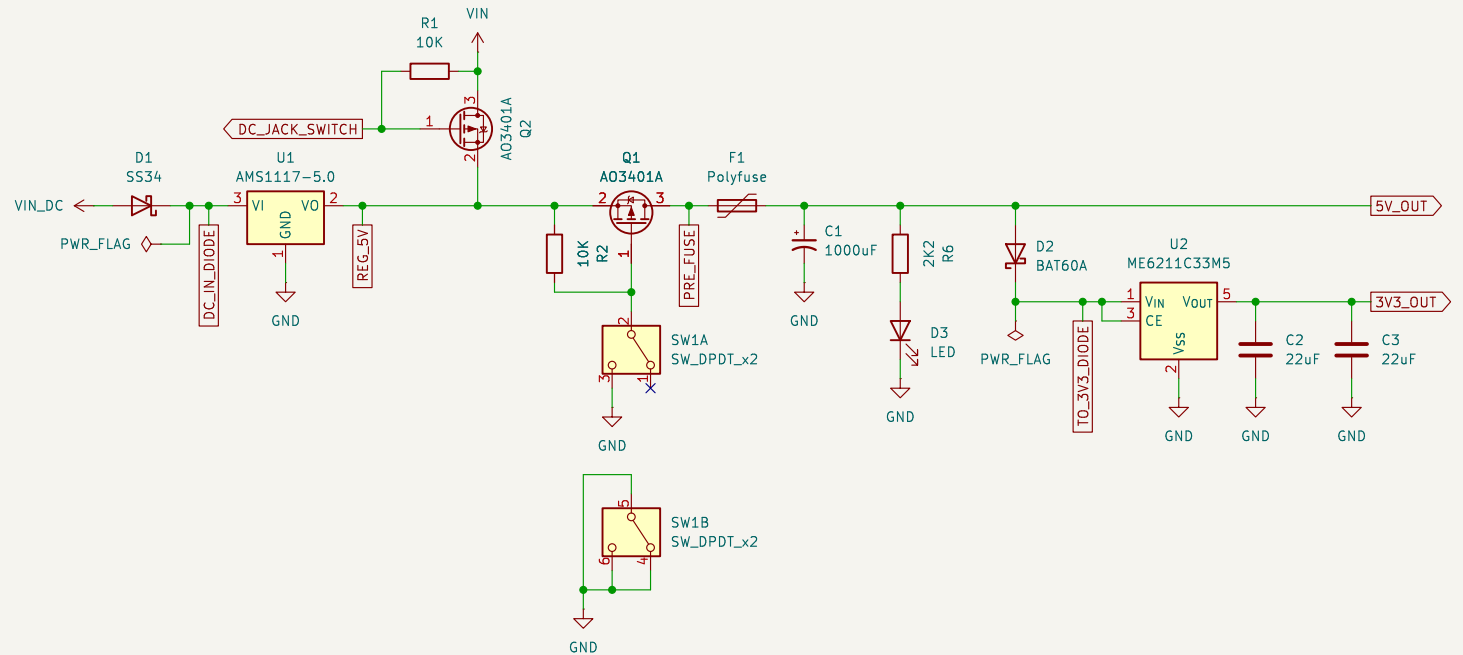 VIN
R1
10K
3
DC_JACK_SWITCH
1
AO3401A
Q2
2
D1
SS34
U1
AMS1117-5.0
Q1
AO3401A
F1
Polyfuse
VIN_DC
3
VI
VO
2
GND
1
2
3
5V_OUT
PWR_FLAG
DC_IN_DIODE
REG_5V
10K
R2
1
PRE_FUSE
C1
1000uF
2K2
R6
D2
BAT60A
U2
ME6211C33M5
GND
GND
1
VIN
VOUT
5
3
CE
VSS
2
3V3_OUT
2
SW1A
SW_DPDT_x2
3
1
D3
LED
PWR_FLAG
TO_3V3_DIODE
C2
22uF
C3
22uF
GND
GND
GND
GND
GND
5
SW1B
SW_DPDT_x2
6
4
GND